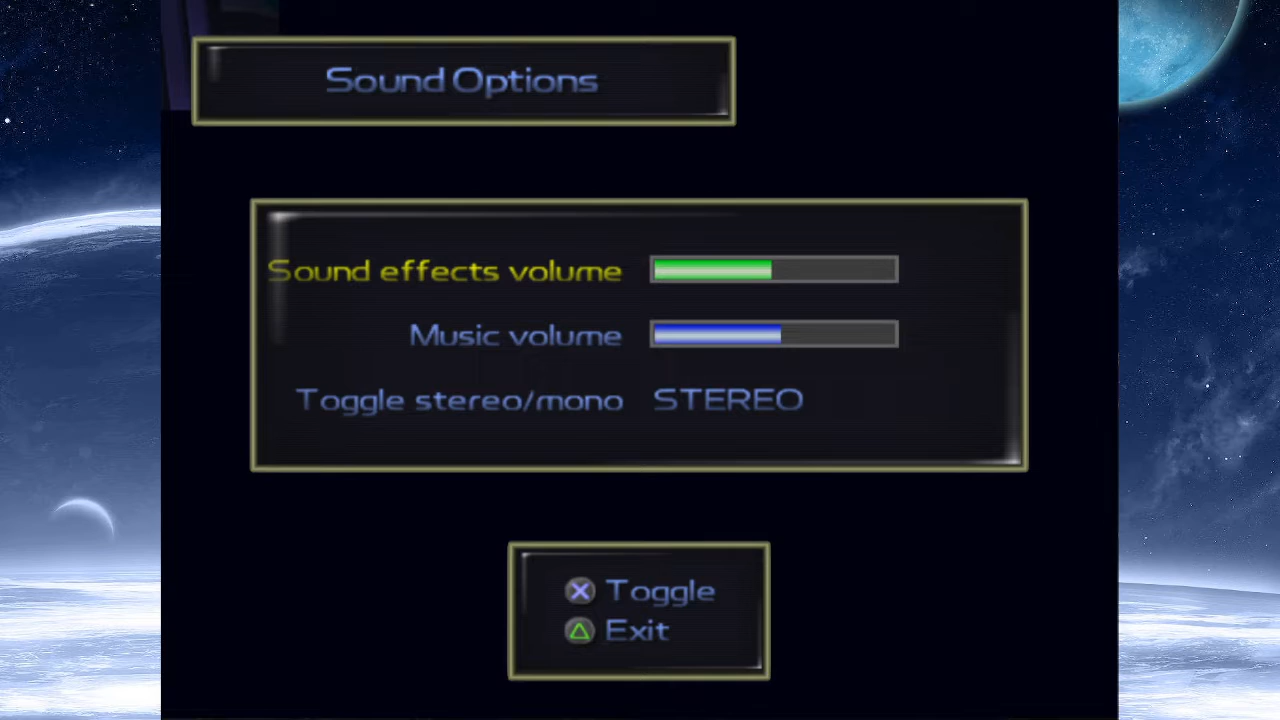 Sound Options
Sound effects volume
Music volume
Toggle stereo/mono STEREO
Toggle
Exit